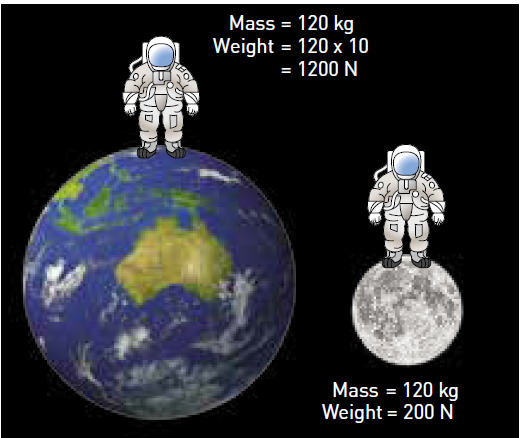 Mass = 120 kg
Weight = 120 x 10
= 1200 N
Mass = 120 kg
Weight = 200 N